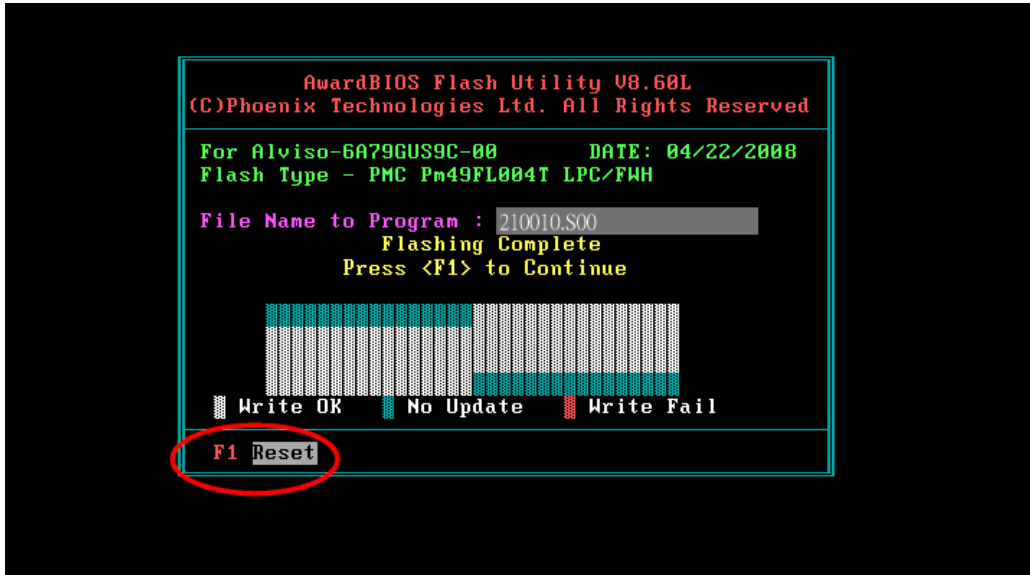 AwardBIOS Flash Utility V8.60L
(C)Phoenix Technologies Ltd. All Rights Reserved
For Alviso-6A79GUS9C-00 DATE: 04/22/2008
Flash Type - PMC Pm49FL004T LPC/FWH
File Name to Program : 210010.S00
Flashing Complete
Press <F1> to Continue
Write OK No Update Write Fail
F1 Reset